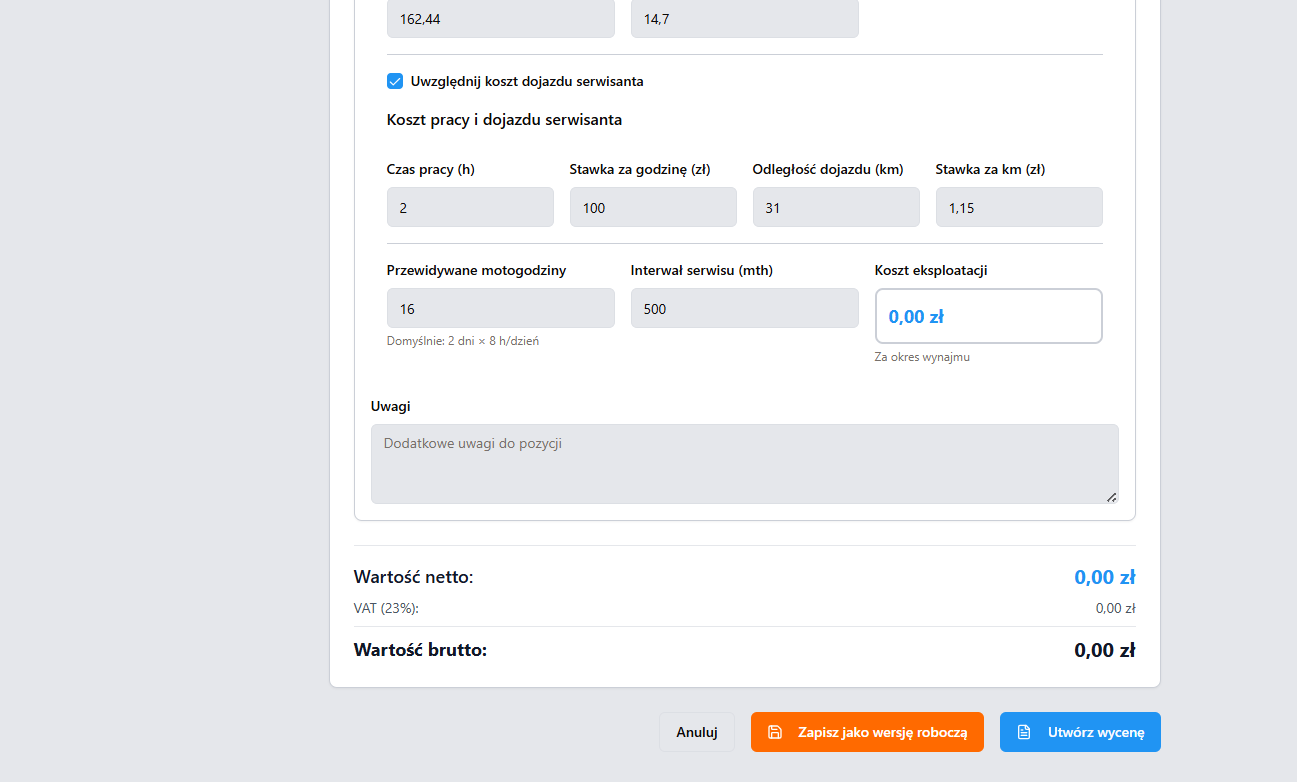 162,44 14,7
Uwzględnij koszt dojazdu serwisanta
Koszt pracy i dojazdu serwisanta
Czas pracy (h) Stawka za godzinę (zł) Odległość dojazdu (km) Stawka za km (zł)
2 100 31 1,15
Przewidywane motogodziny Interwał serwisu (mth) Koszt eksploatacji
16 500 0,00 zł
Domyślnie: 2 dni × 8 h/dzień
Za okres wynajmu
Uwagi
Dodatkowe uwagi do pozycji
Wartość netto: 0,00 zł
VAT (23%): 0,00 zł
Wartość brutto: 0,00 zł
Anuluj Zapisz jako wersję roboczą Utwórz wycenę